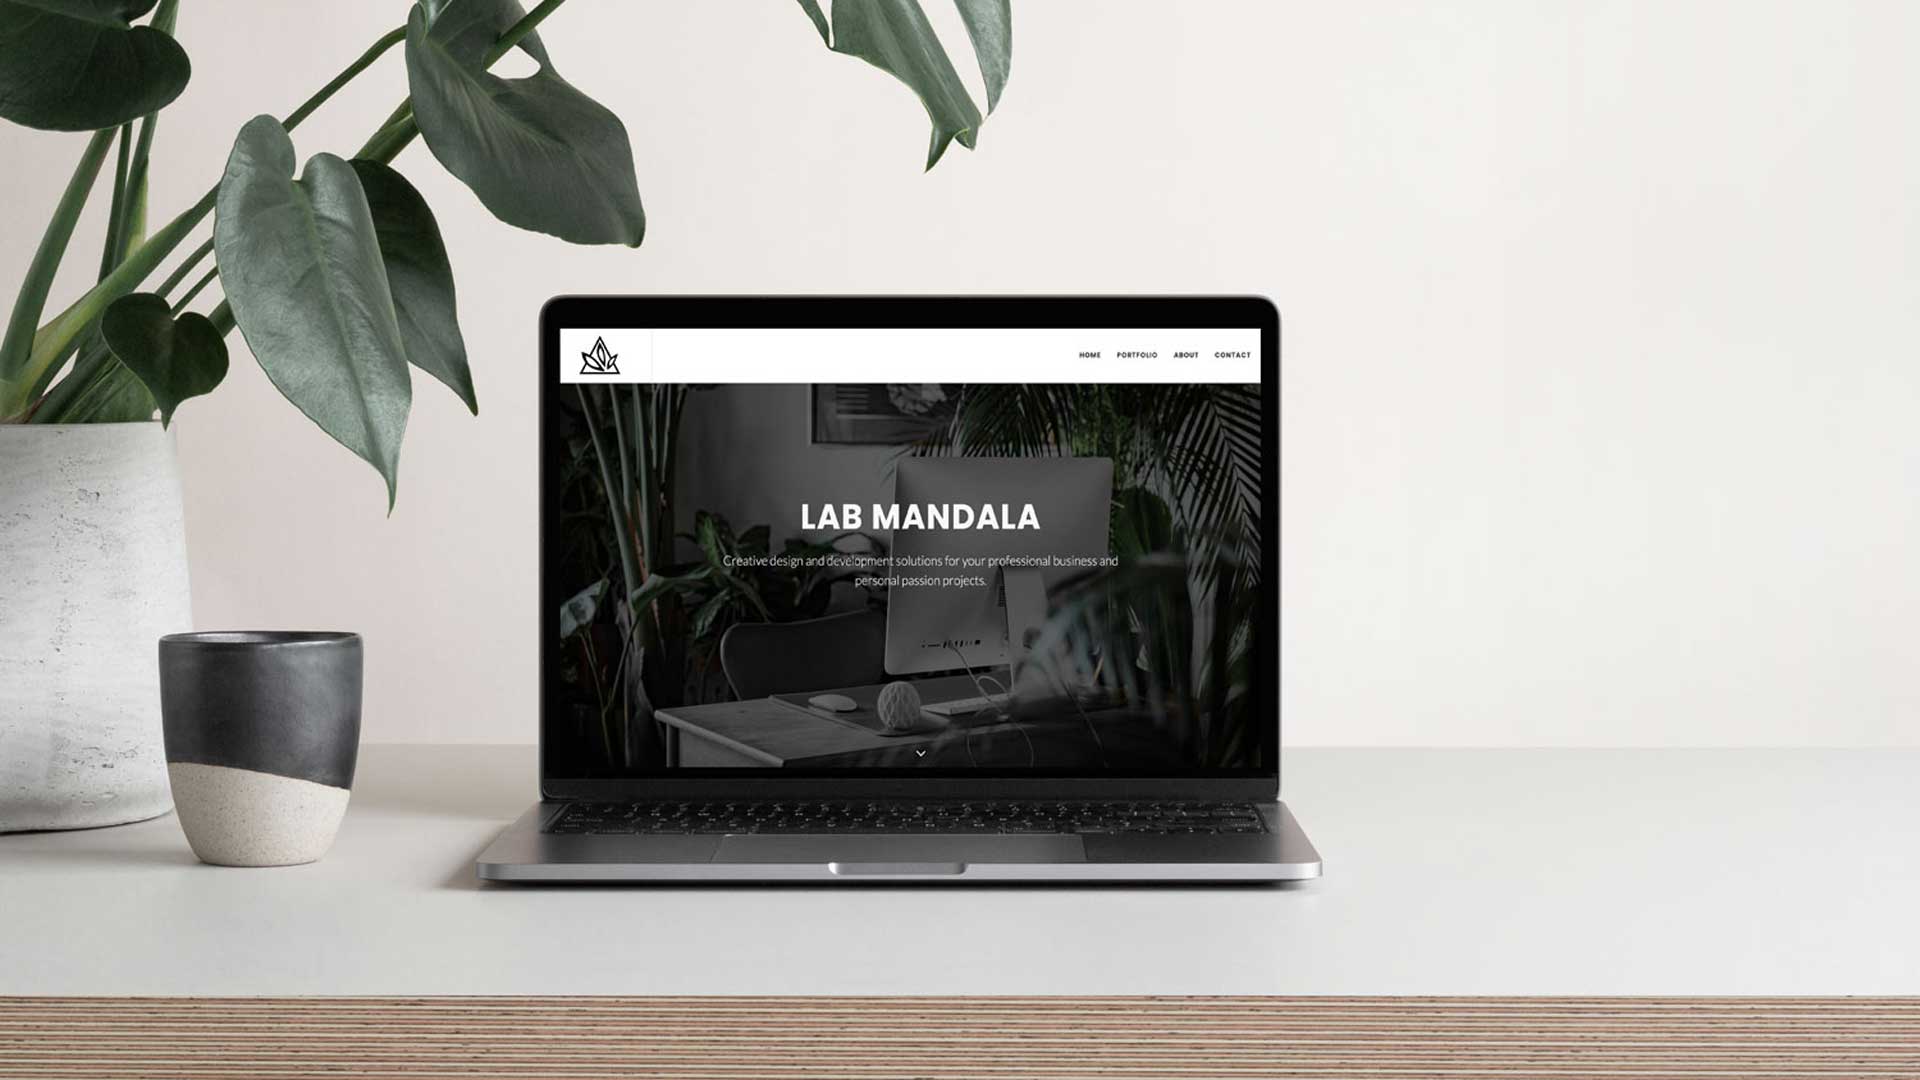 HOME PORTFOLIO ABOUT CONTACT
LAB MANDALA
Creative design and development solutions for your professional business and
personal passion projects.